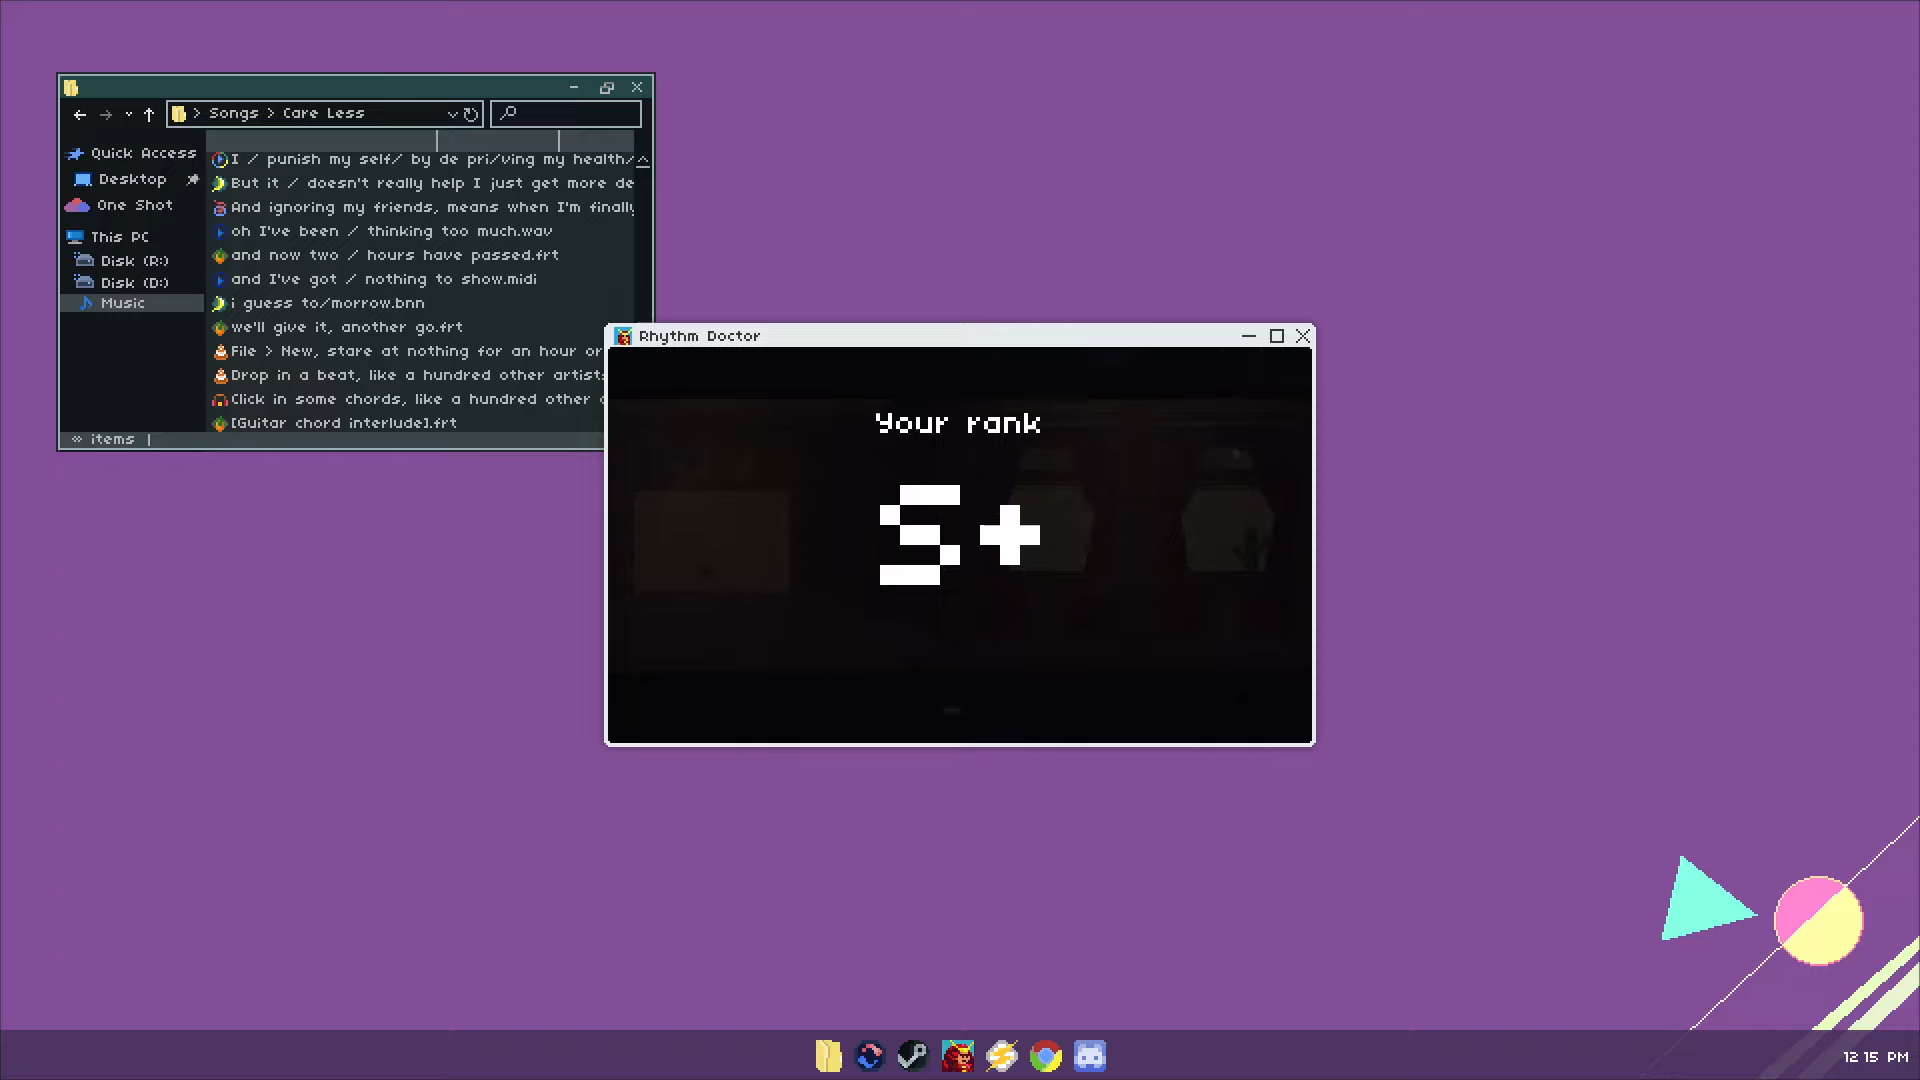 Songs > Care Less
Quick Access
Desktop
One Shot
This PC
Disk (R:)
Disk (D:)
Music
I / punish my self/ by de pri/ving my health/
But it / doesn't really help I just get more de
And ignoring my friends, means when I'm finally
oh I've been / thinking too much.wav
and now two / hours have passed.frt
and I've got / nothing to show.midi
i guess to/morrow.bnn
we'll give it, another go.frt
File > New, stare at nothing for an hour or
Drop in a beat, like a hundred other artists
Click in some chords, like a hundred other
[Guitar chord interlude].frt
∞ items |
Rhythm Doctor
Your rank
S+
12 15 PM